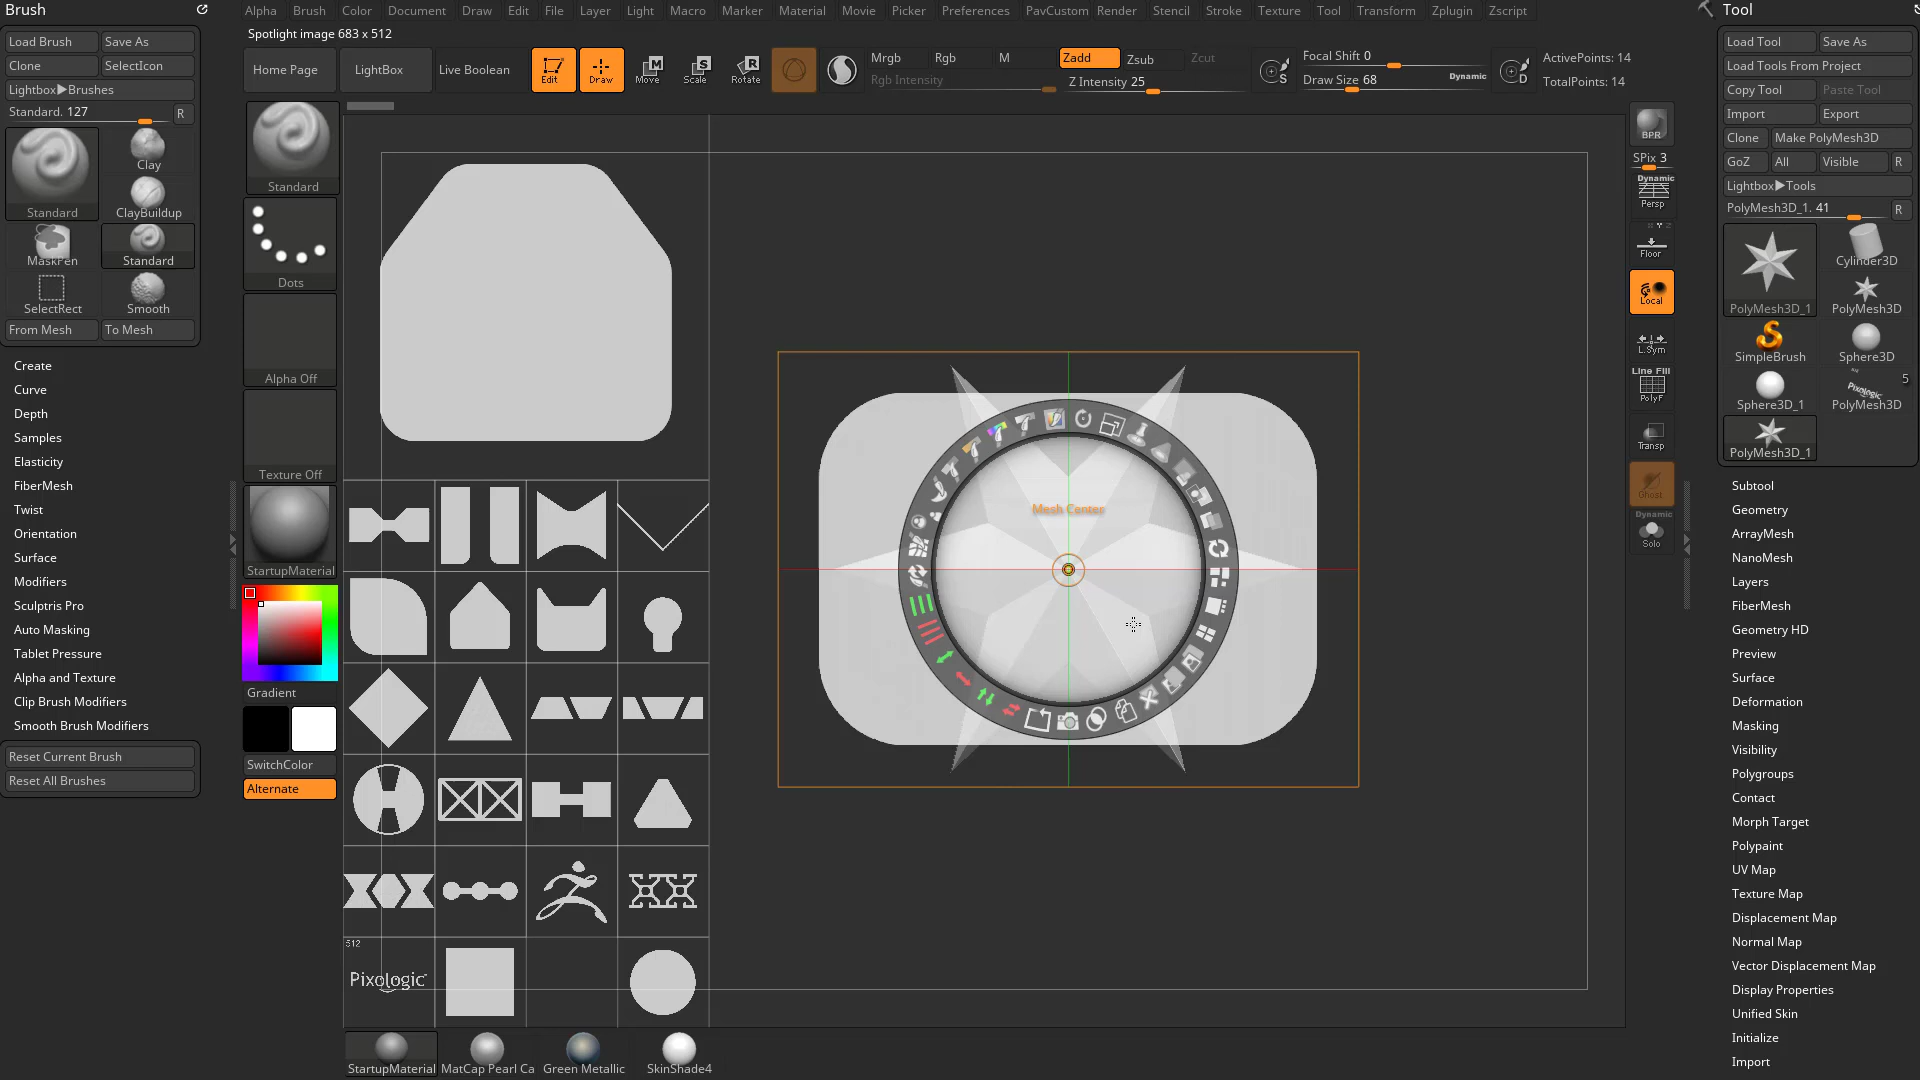 Brush
Alpha Brush Color Document Draw Edit File Layer Light Macro Marker Material Movie Picker Preferences PavCustom Render Stencil Stroke Texture Tool Transform Zplugin Zscript
Tool
Spotlight image 683 x 512
Load Brush Save As
Clone SelectIcon
Lightbox▶Brushes
Standard. 127 R
Standard
Clay
ClayBuildup
MaskPen
Standard
SelectRect
Smooth
From Mesh To Mesh
Create
Curve
Depth
Samples
Elasticity
FiberMesh
Twist
Orientation
Surface
Modifiers
Sculptris Pro
Auto Masking
Tablet Pressure
Alpha and Texture
Clip Brush Modifiers
Smooth Brush Modifiers
Reset Current Brush
Reset All Brushes
Home Page LightBox Live Boolean Edit Draw Move Scale Rotate
M S R
Mrgb Rgb M Zadd Zsub Zcut
Rgb Intensity Z Intensity 25
S
Focal Shift 0
Draw Size 68 Dynamic
D
ActivePoints: 14
TotalPoints: 14
Standard
Dots
Alpha Off
Texture Off
StartupMaterial
Gradient
SwitchColor
Alternate
Mesh Center
512
Pixologic
StartupMaterial MatCap Pearl Ca Green Metallic SkinShade4
BPR
SPix 3
Dynamic
Persp
Floor
Local
L.Sym
Line Fill
PolyF
Transp
Ghost
Dynamic
Solo
Load Tool Save As
Load Tools From Project
Copy Tool Paste Tool
Import Export
Clone Make PolyMesh3D
GoZ All Visible R
Lightbox▶Tools
PolyMesh3D_1. 41 R
PolyMesh3D_1
Cylinder3D
PolyMesh3D
SimpleBrush Sphere3D
5
Pixologic
Sphere3D_1 PolyMesh3D
PolyMesh3D_1
Subtool
Geometry
ArrayMesh
NanoMesh
Layers
FiberMesh
Geometry HD
Preview
Surface
Deformation
Masking
Visibility
Polygroups
Contact
Morph Target
Polypaint
UV Map
Texture Map
Displacement Map
Normal Map
Vector Displacement Map
Display Properties
Unified Skin
Initialize
Import